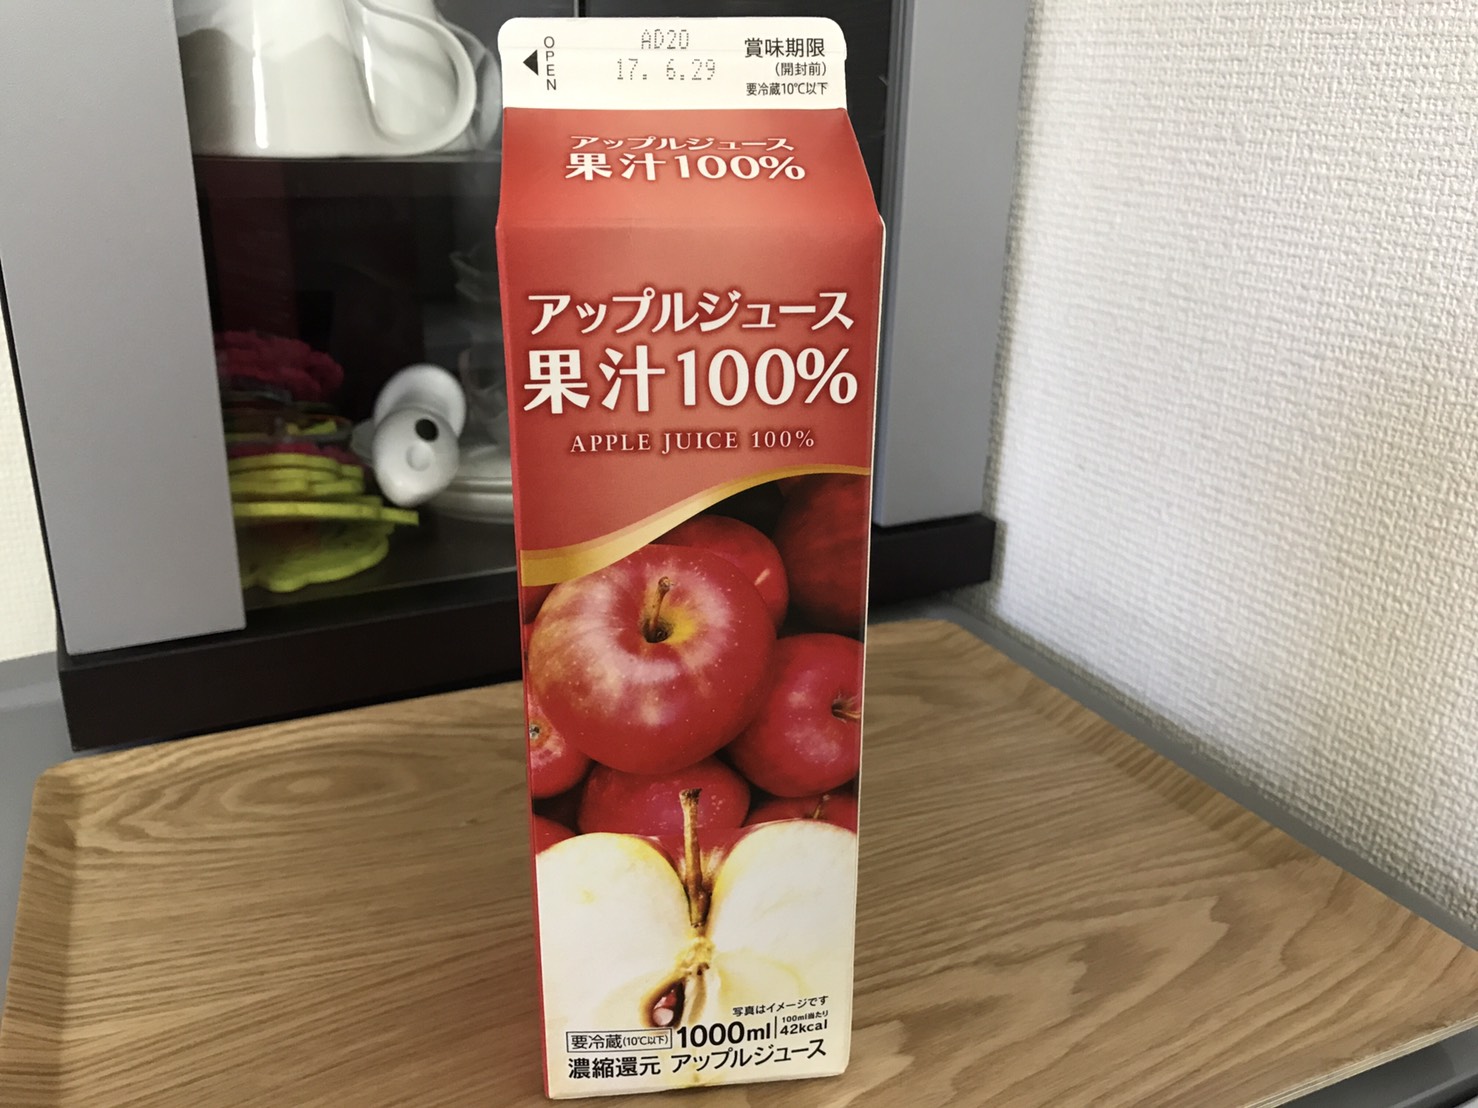 OPEN
AD20
17. 6.29
賞味期限
(開封前)
要冷蔵10℃以下
アップルジュース
果汁100%
アップルジュース
果汁100%
APPLE JUICE 100%
写真はイメージです
要冷蔵(10℃以下) 1000ml 100ml当たり 42kcal
濃縮還元 アップルジュース